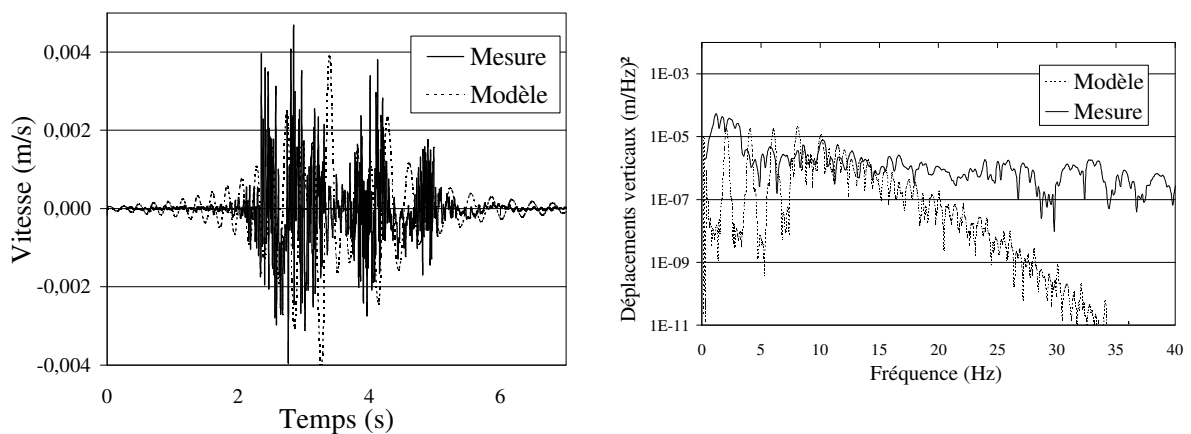 0,004
0,002
0,000
-0,002
-0,004
Vitesse (m/s)
Mesure
Modèle
0
2
4
6
Temps (s)
1E-03
1E-05
1E-07
1E-09
1E-11
Déplacements verticaux (m/Hz)²
Modèle
Mesure
0
5
10
15
20
25
30
35
40
Fréquence (Hz)